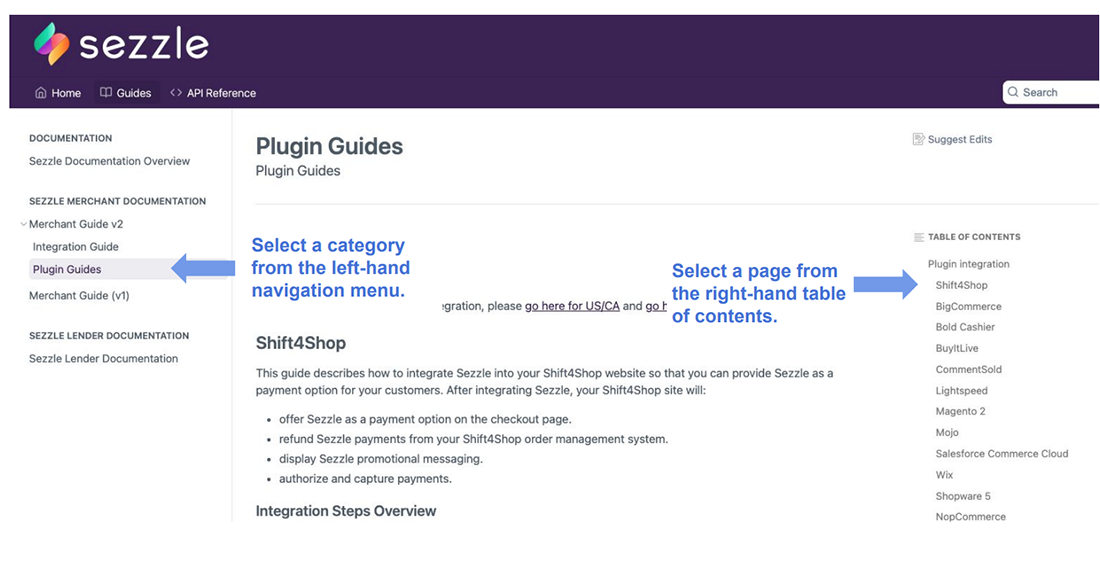 sezzle
Home Guides <> API Reference
Search
DOCUMENTATION
Sezzle Documentation Overview
SEZZLE MERCHANT DOCUMENTATION
Merchant Guide v2
Integration Guide
Plugin Guides
Merchant Guide (v1)
SEZZLE LENDER DOCUMENTATION
Sezzle Lender Documentation
Plugin Guides
Plugin Guides
Select a category
from the left-hand
navigation menu.
gration, please go here for US/CA and go h
Shift4Shop
This guide describes how to integrate Sezzle into your Shift4Shop website so that you can provide Sezzle as a
payment option for your customers. After integrating Sezzle, your Shift4Shop site will:
• offer Sezzle as a payment option on the checkout page.
• refund Sezzle payments from your Shift4Shop order management system.
• display Sezzle promotional messaging.
• authorize and capture payments.
Integration Steps Overview
Select a page from
the right-hand table
of contents.
Suggest Edits
TABLE OF CONTENTS
Plugin integration
Shift4Shop
BigCommerce
Bold Cashier
BuyItLive
CommentSold
Lightspeed
Magento 2
Mojo
Salesforce Commerce Cloud
Wix
Shopware 5
NopCommerce